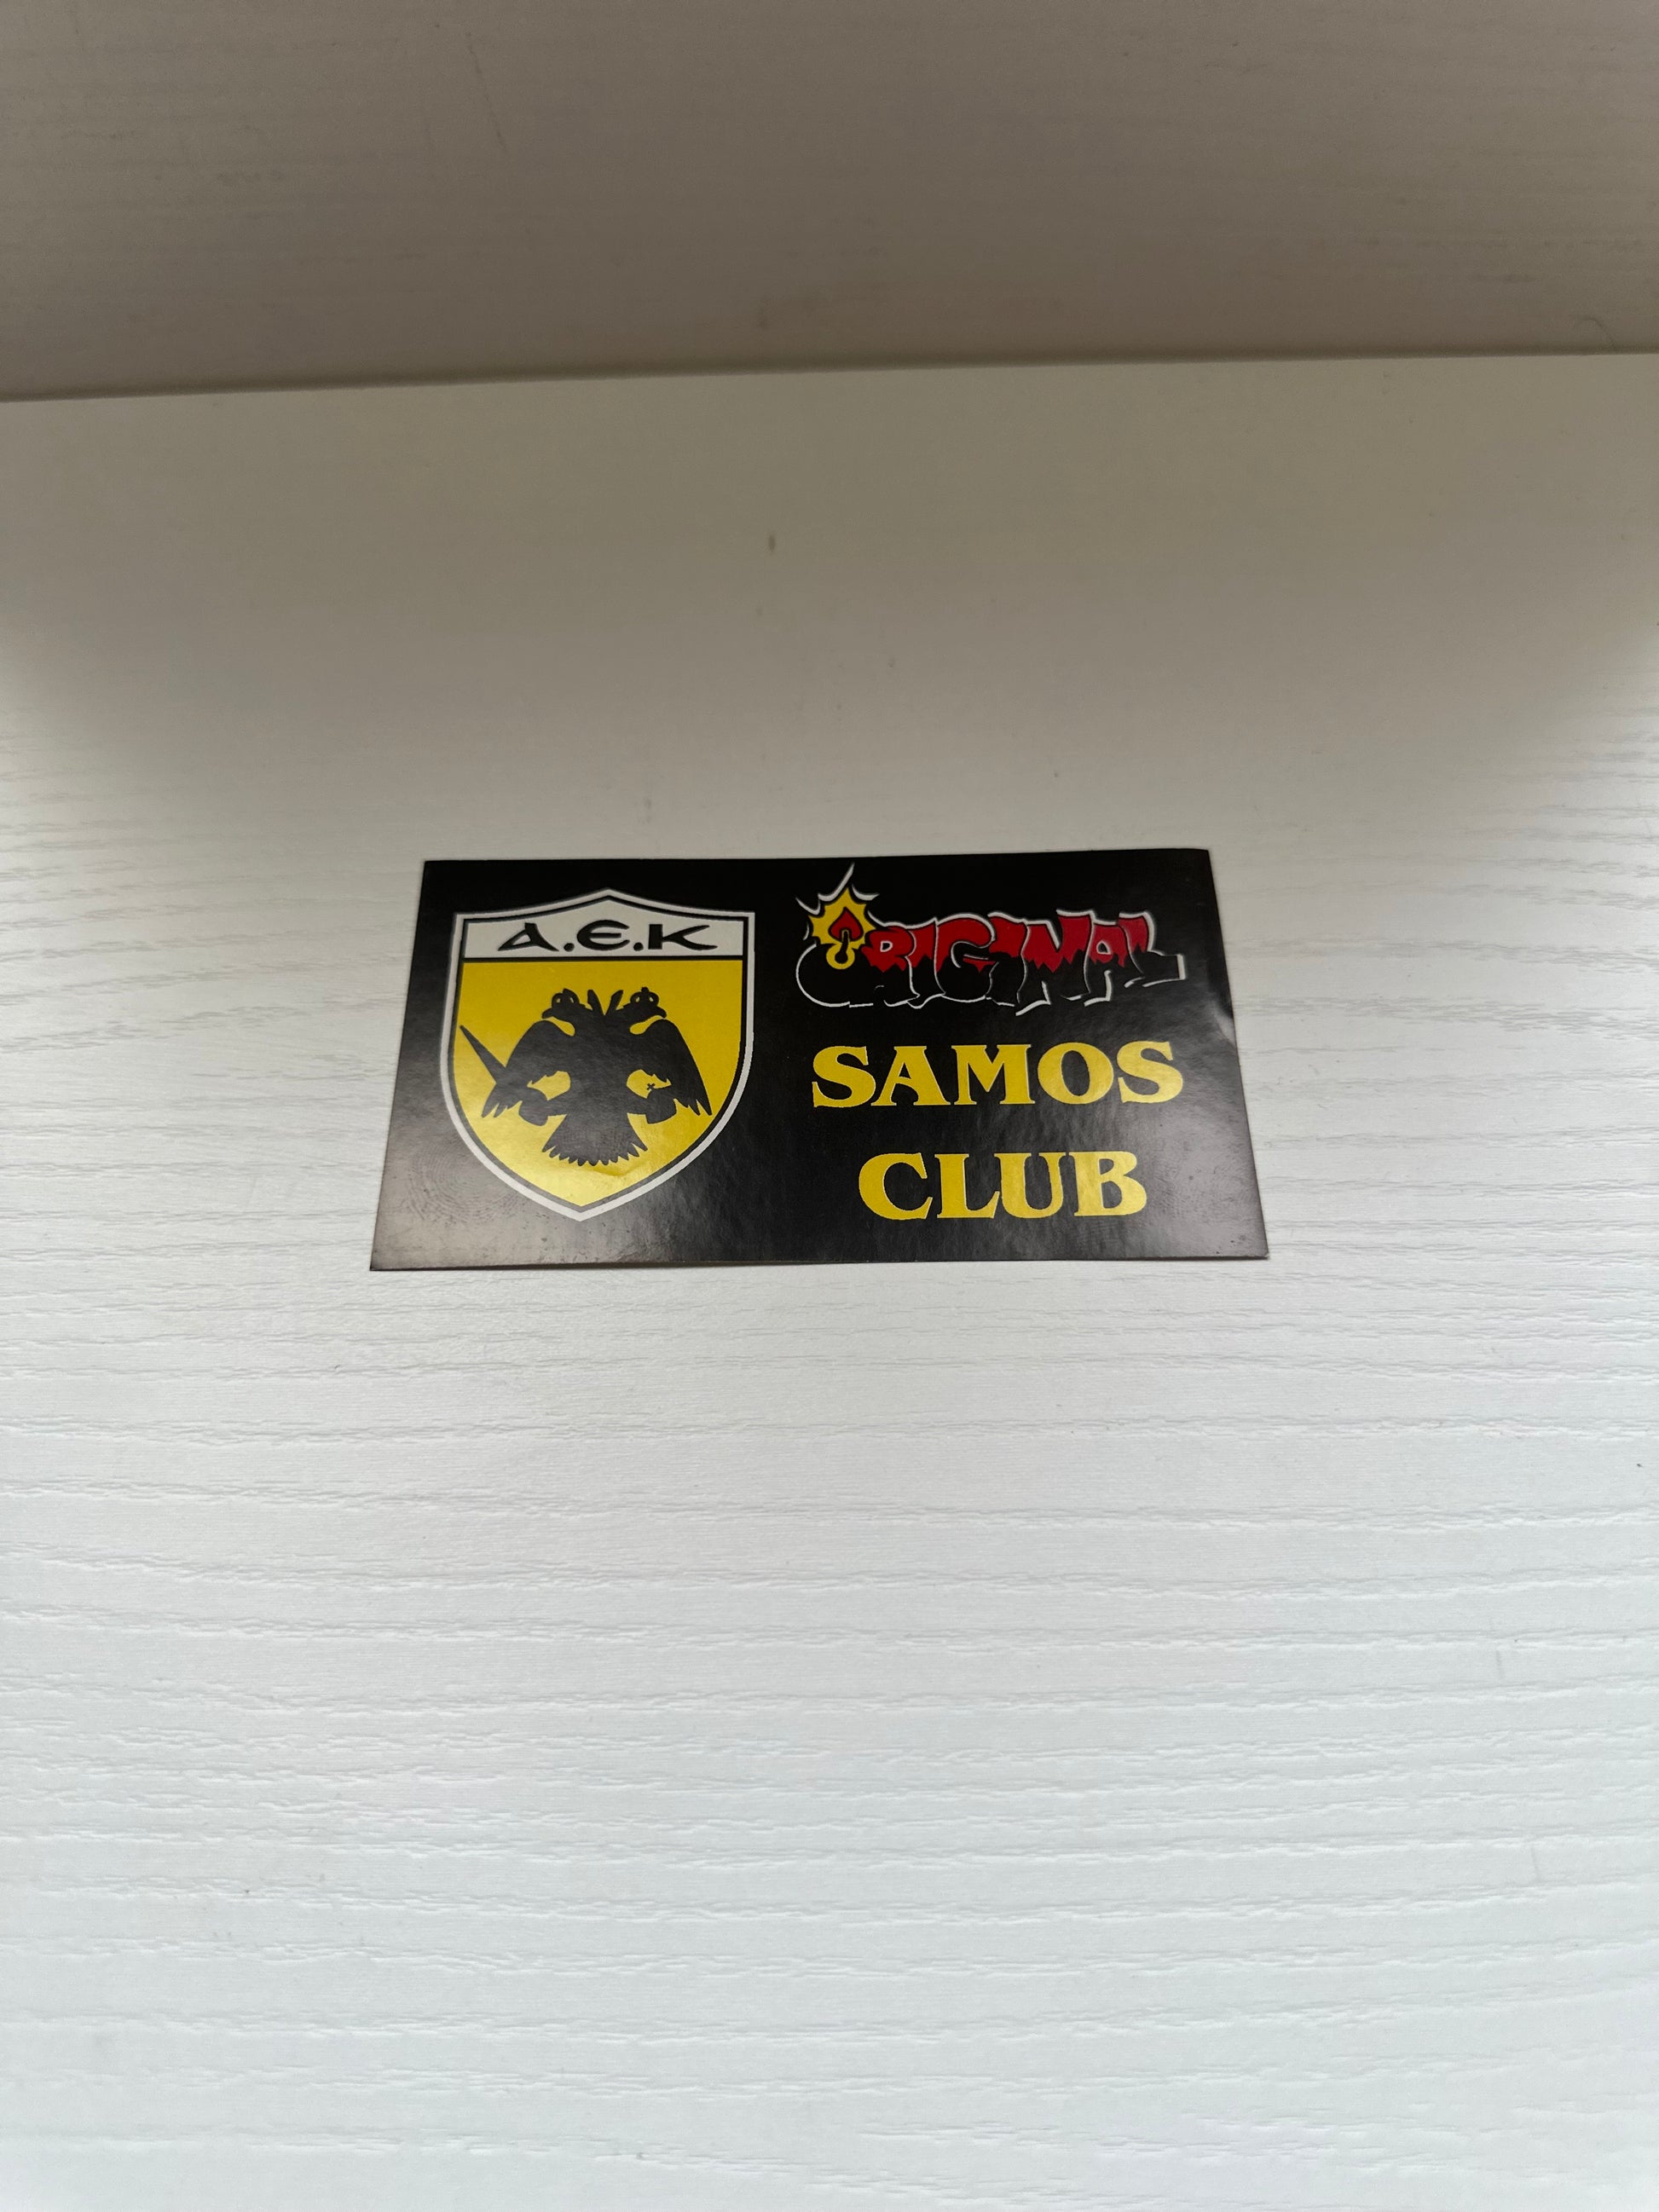 Α.Ε.Κ
ORIGINAL
SAMOS
CLUB